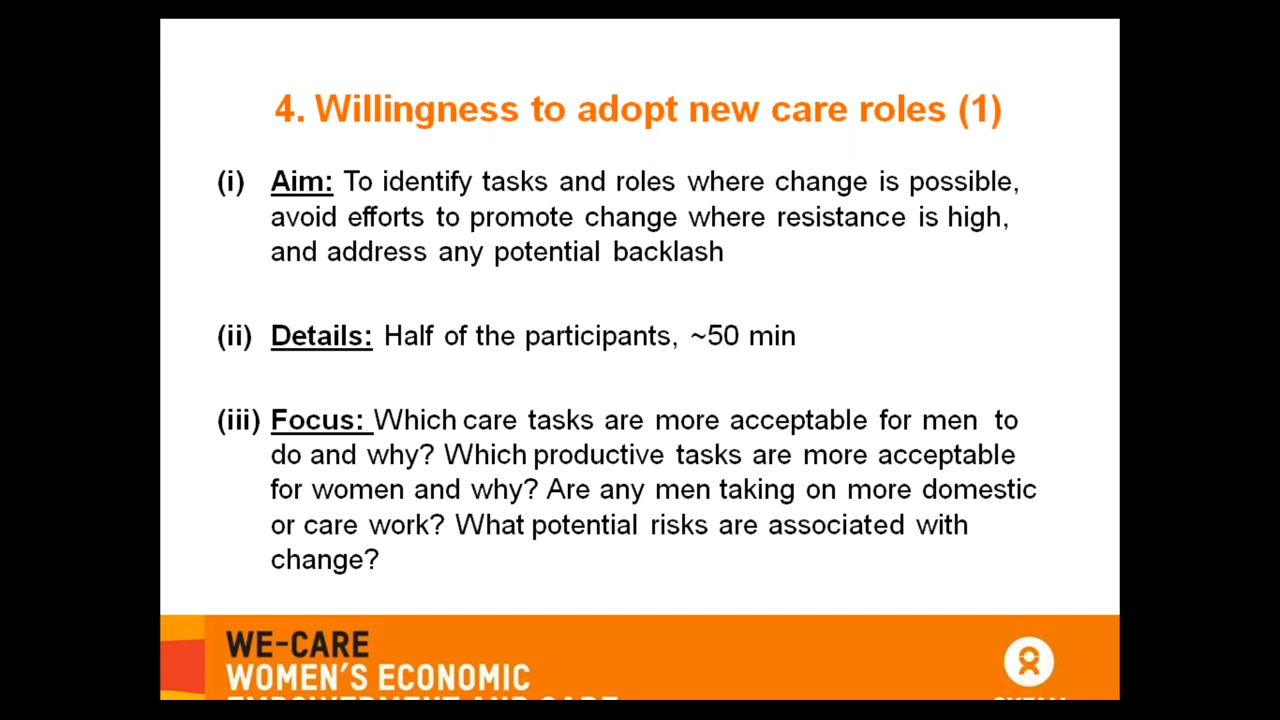 4. Willingness to adopt new care roles (1)
(i) Aim: To identify tasks and roles where change is possible,
avoid efforts to promote change where resistance is high,
and address any potential backlash
(ii) Details: Half of the participants, ~50 min
(iii) Focus: Which care tasks are more acceptable for men to
do and why? Which productive tasks are more acceptable
for women and why? Are any men taking on more domestic
or care work? What potential risks are associated with
change?
WE-CARE
WOMEN'S ECONOMIC
EMPOWERMENT AND CARE
OXFAM